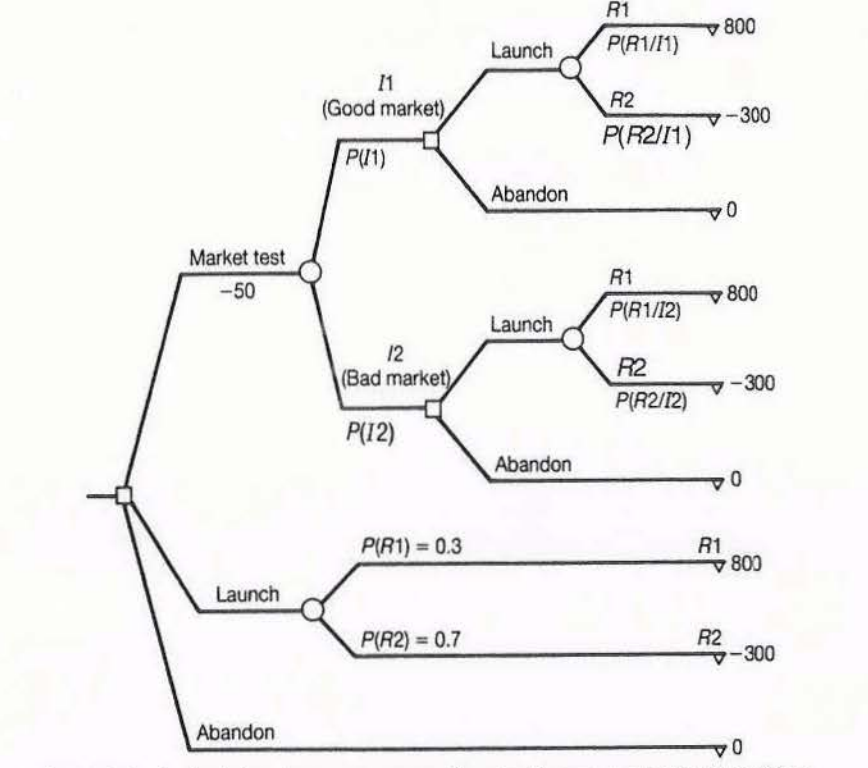 R1
800
P(R1/I1)
Launch
I1
(Good market)
R2
-300
P(R2/I1)
P(I1)
Abandon
0
Market test
-50
R1
800
P(R1/I2)
Launch
I2
(Bad market)
R2
-300
P(R2/I2)
P(I2)
Abandon
0
P(R1) = 0.3
R1
800
Launch
P(R2) = 0.7
R2
-300
Abandon
0